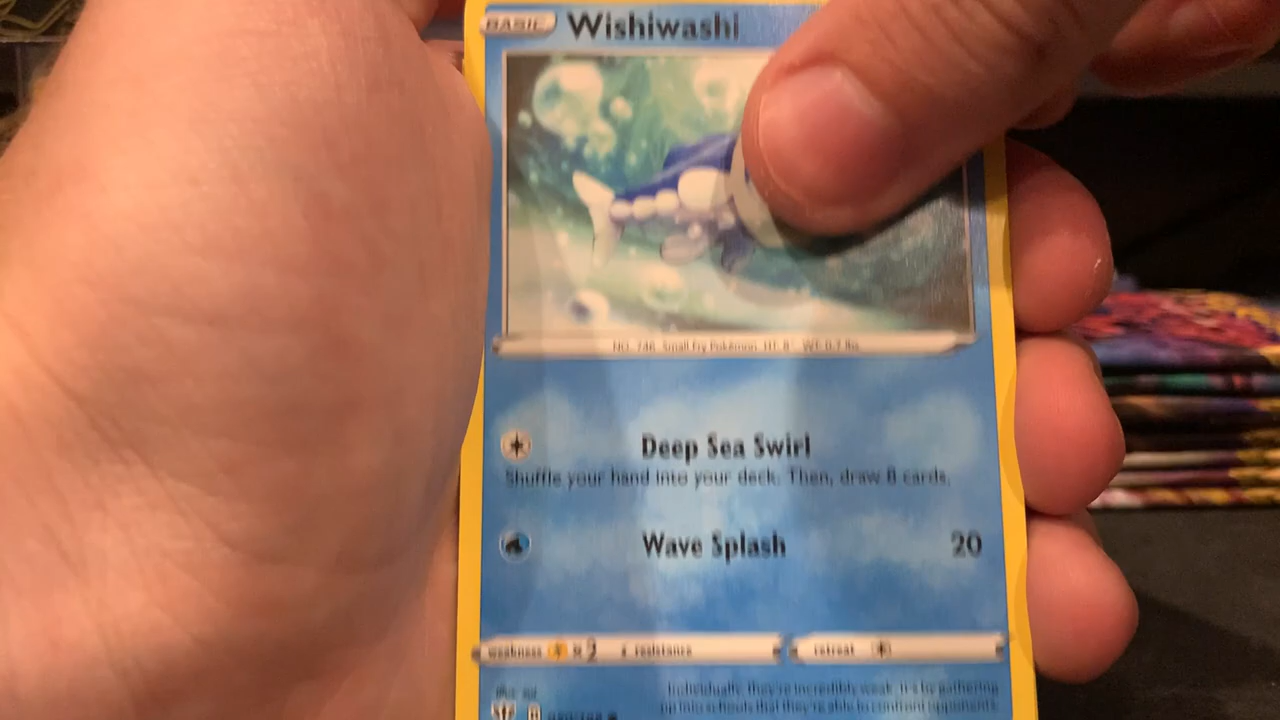 BASIC Wishiwashi
NO. 746 Small Fry Pokémon HT: 8" WT: 0.7 lbs.
Deep Sea Swirl
Shuffle your hand into your deck. Then, draw 8 cards.
Wave Splash 20
weakness ×2 resistance retreat
Individually, they're incredibly weak. It's by gathering
up into schools that they're able to confront opponents.